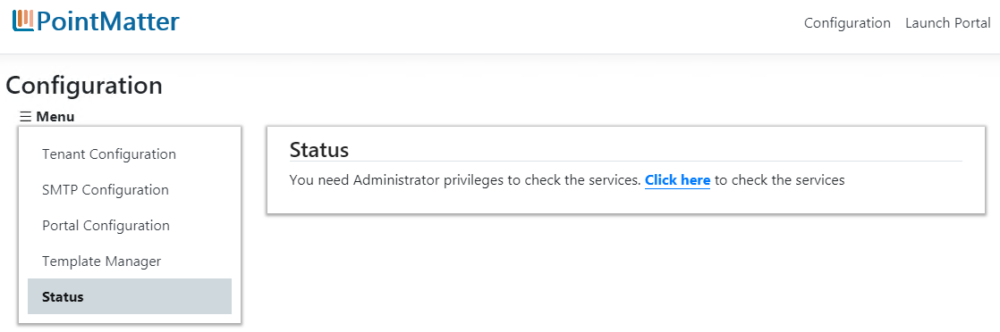 PointMatter
Configuration Launch Portal
Configuration
☰ Menu
Tenant Configuration
SMTP Configuration
Portal Configuration
Template Manager
Status
Status
You need Administrator privileges to check the services. Click here to check the services